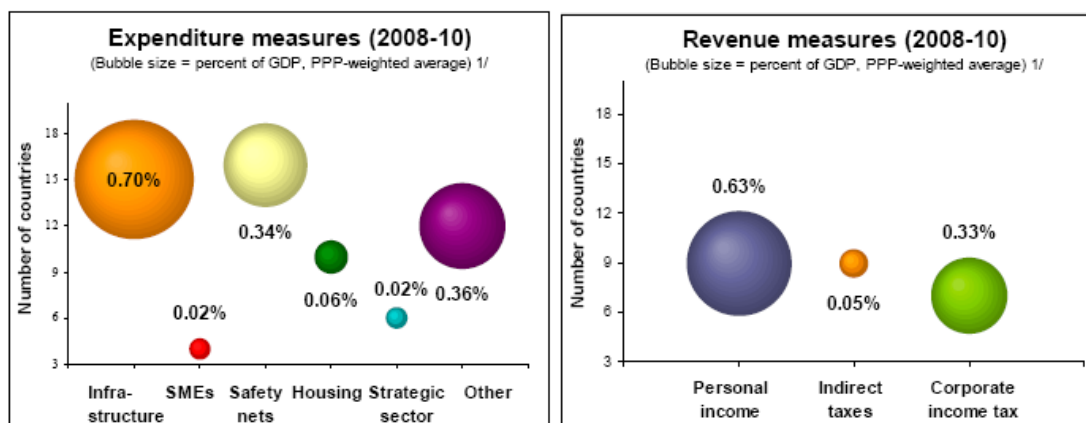 Expenditure measures (2008-10)
(Bubble size = percent of GDP, PPP-weighted average) 1/
Number of countries
18
15
12
9
6
3
0.70%
0.02%
0.34%
0.06%
0.02%
0.36%
Infra-
structure
SMEs
Safety
nets
Housing
Strategic
sector
Other
Revenue measures (2008-10)
(Bubble size = percent of GDP, PPP-weighted average) 1/
Number of countries
18
15
12
9
6
3
0.63%
0.05%
0.33%
Personal
income
Indirect
taxes
Corporate
income tax